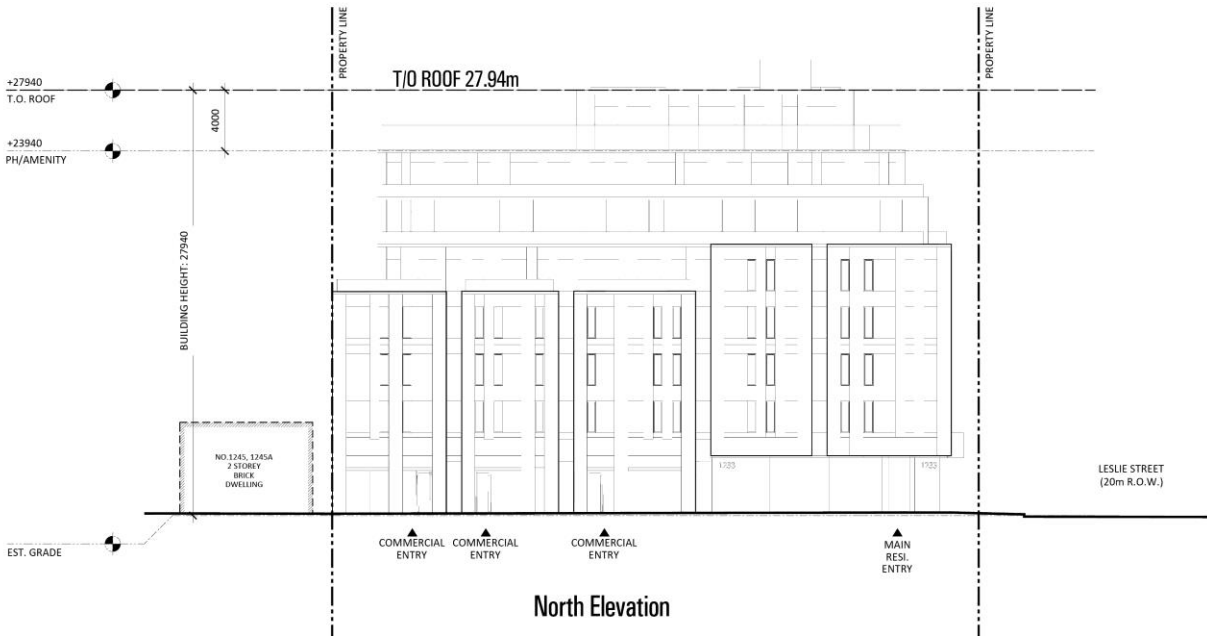 PROPERTY LINE
PROPERTY LINE
+27940
T.O. ROOF
T/O ROOF 27.94m
4000
+23940
PH/AMENITY
BUILDING HEIGHT: 27940
NO.1245, 1245A
2 STOREY
BRICK
DWELLING
1233
1233
LESLIE STREET
(20m R.O.W.)
EST. GRADE
COMMERCIAL
ENTRY
COMMERCIAL
ENTRY
COMMERCIAL
ENTRY
MAIN
RESI.
ENTRY
North Elevation